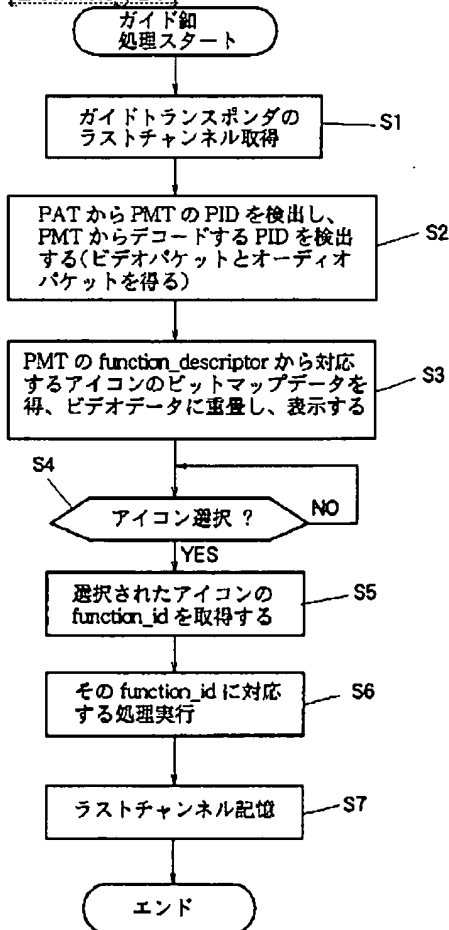 ガイド釦
処理スタート
ガイドトランスポンダの
ラストチャンネル取得
S1
PATからPMTのPIDを検出し、
PMTからデコードするPIDを検出
する(ビデオパケットとオーディオ
パケットを得る)
S2
PMTのfunction_descriptorから対応
するアイコンのビットマップデータを
得、ビデオデータに重畳し、表示する
S3
S4
アイコン選択 ?
NO
YES
選択されたアイコンの
function_idを取得する
S5
そのfunction_idに対応
する処理実行
S6
ラストチャンネル記憶
S7
エンド